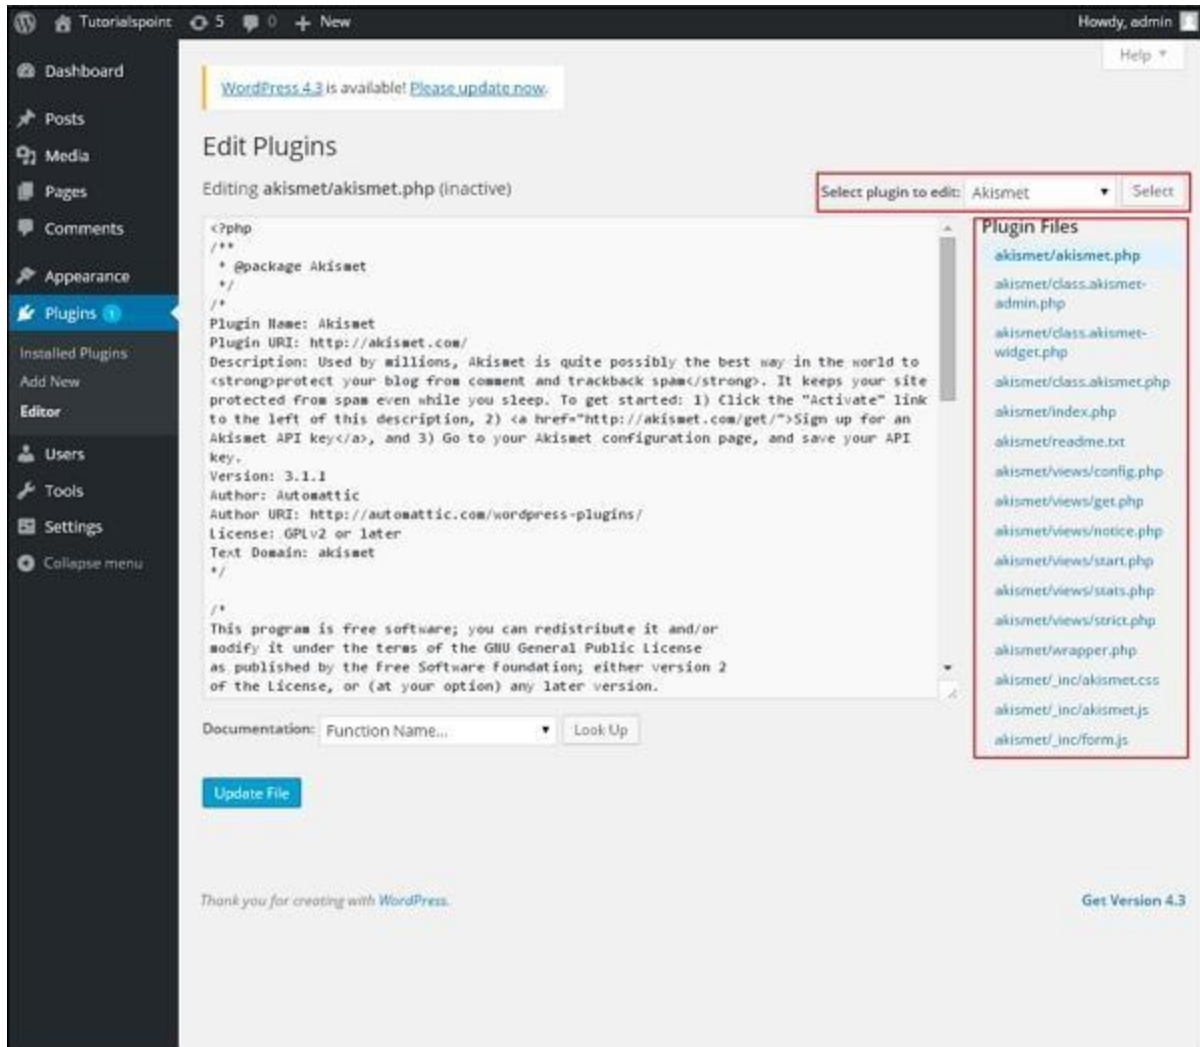 Tutorialspoint 5 0 + New Howdy, admin
Help
Dashboard
Posts
Media
Pages
Comments
Appearance
Plugins 1
Installed Plugins
Add New
Editor
Users
Tools
Settings
Collapse menu
WordPress 4.3 is available! Please update now.
Edit Plugins
Editing akismet/akismet.php (inactive)
Select plugin to edit: Akismet Select
<?php
/**
* @package Akismet
*/
/*
Plugin Name: Akismet
Plugin URI: http://akismet.com/
Description: Used by millions, Akismet is quite possibly the best way in the world to
<strong>protect your blog from comment and trackback spam</strong>. It keeps your site
protected from spam even while you sleep. To get started: 1) Click the "Activate" link
to the left of this description, 2) <a href="http://akismet.com/get/">Sign up for an
Akismet API key</a>, and 3) Go to your Akismet configuration page, and save your API
key.
Version: 3.1.1
Author: Automattic
Author URI: http://automattic.com/wordpress-plugins/
License: GPLv2 or later
Text Domain: akismet
*/
/*
This program is free software; you can redistribute it and/or
modify it under the terms of the GNU General Public License
as published by the Free Software Foundation; either version 2
of the License, or (at your option) any later version.
Plugin Files
akismet/akismet.php
akismet/class.akismet-
admin.php
akismet/class.akismet-
widget.php
akismet/class.akismet.php
akismet/index.php
akismet/readme.txt
akismet/views/config.php
akismet/views/get.php
akismet/views/notice.php
akismet/views/start.php
akismet/views/stats.php
akismet/views/strict.php
akismet/wrapper.php
akismet/_inc/akismet.css
akismet/_inc/akismet.js
akismet/_inc/form.js
Documentation: Function Name... Look Up
Update File
Thank you for creating with WordPress.
Get Version 4.3